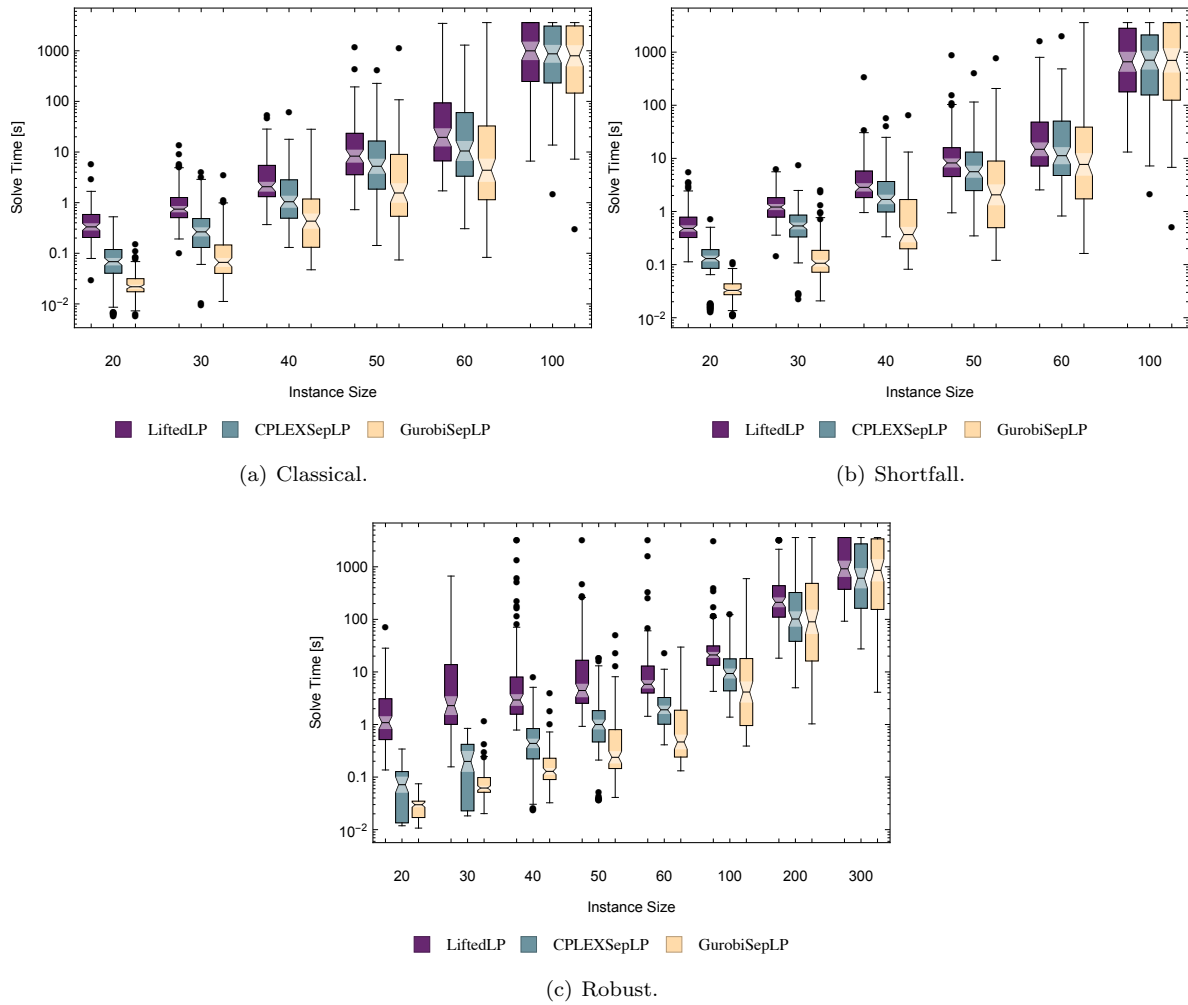 Solve Time [s]
1000
100
10
1
0.1
10⁻²
20 30 40 50 60 100
Instance Size
LiftedLP CPLEXSepLP GurobiSepLP
(a) Classical.
Solve Time [s]
1000
100
10
1
0.1
10⁻²
20 30 40 50 60 100
Instance Size
LiftedLP CPLEXSepLP GurobiSepLP
(b) Shortfall.
Solve Time [s]
1000
100
10
1
0.1
10⁻²
20 30 40 50 60 100 200 300
Instance Size
LiftedLP CPLEXSepLP GurobiSepLP
(c) Robust.